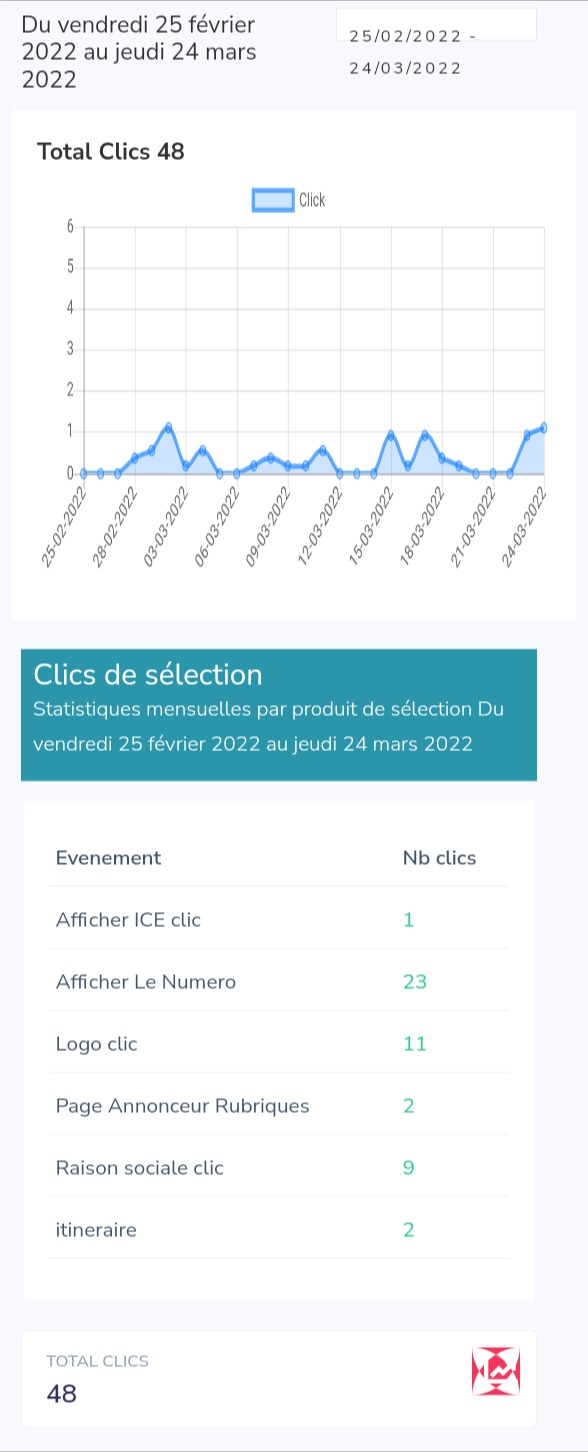 Du vendredi 25 février
2022 au jeudi 24 mars
2022
25/02/2022 -
24/03/2022
Total Clics 48
Click
6
5
4
3
2
1
0
25-02-2022
28-02-2022
03-03-2022
06-03-2022
09-03-2022
12-03-2022
15-03-2022
18-03-2022
21-03-2022
24-03-2022
Clics de sélection
Statistiques mensuelles par produit de sélection Du
vendredi 25 février 2022 au jeudi 24 mars 2022
Evenement Nb clics
Afficher ICE clic 1
Afficher Le Numero 23
Logo clic 11
Page Annonceur Rubriques 2
Raison sociale clic 9
itineraire 2
TOTAL CLICS
48